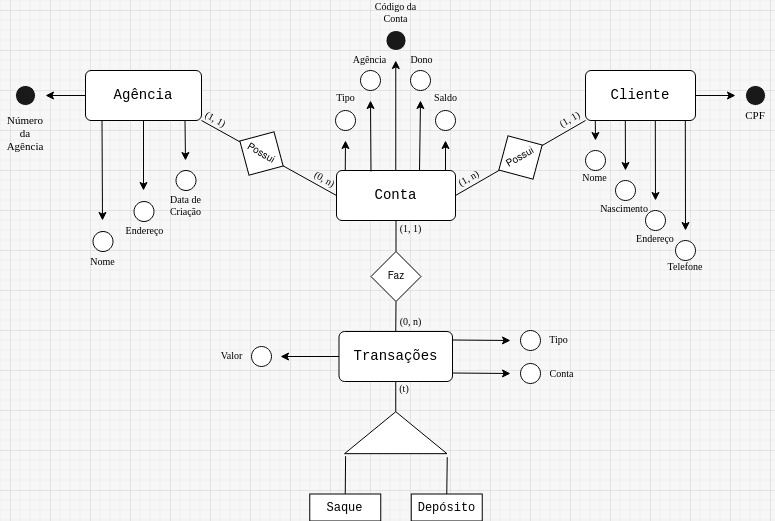 Código da
Conta
Agência
Dono
Tipo
Saldo
Agência
Cliente
Número
da
Agência
CPF
(1, 1)
(1, 1)
Possui
Possui
(0, n)
(1, n)
Conta
Nome
Nascimento
Endereço
Telefone
Data de
Criação
Endereço
Nome
(1, 1)
Faz
(0, n)
Transações
Valor
Tipo
Conta
(t)
Saque
Depósito